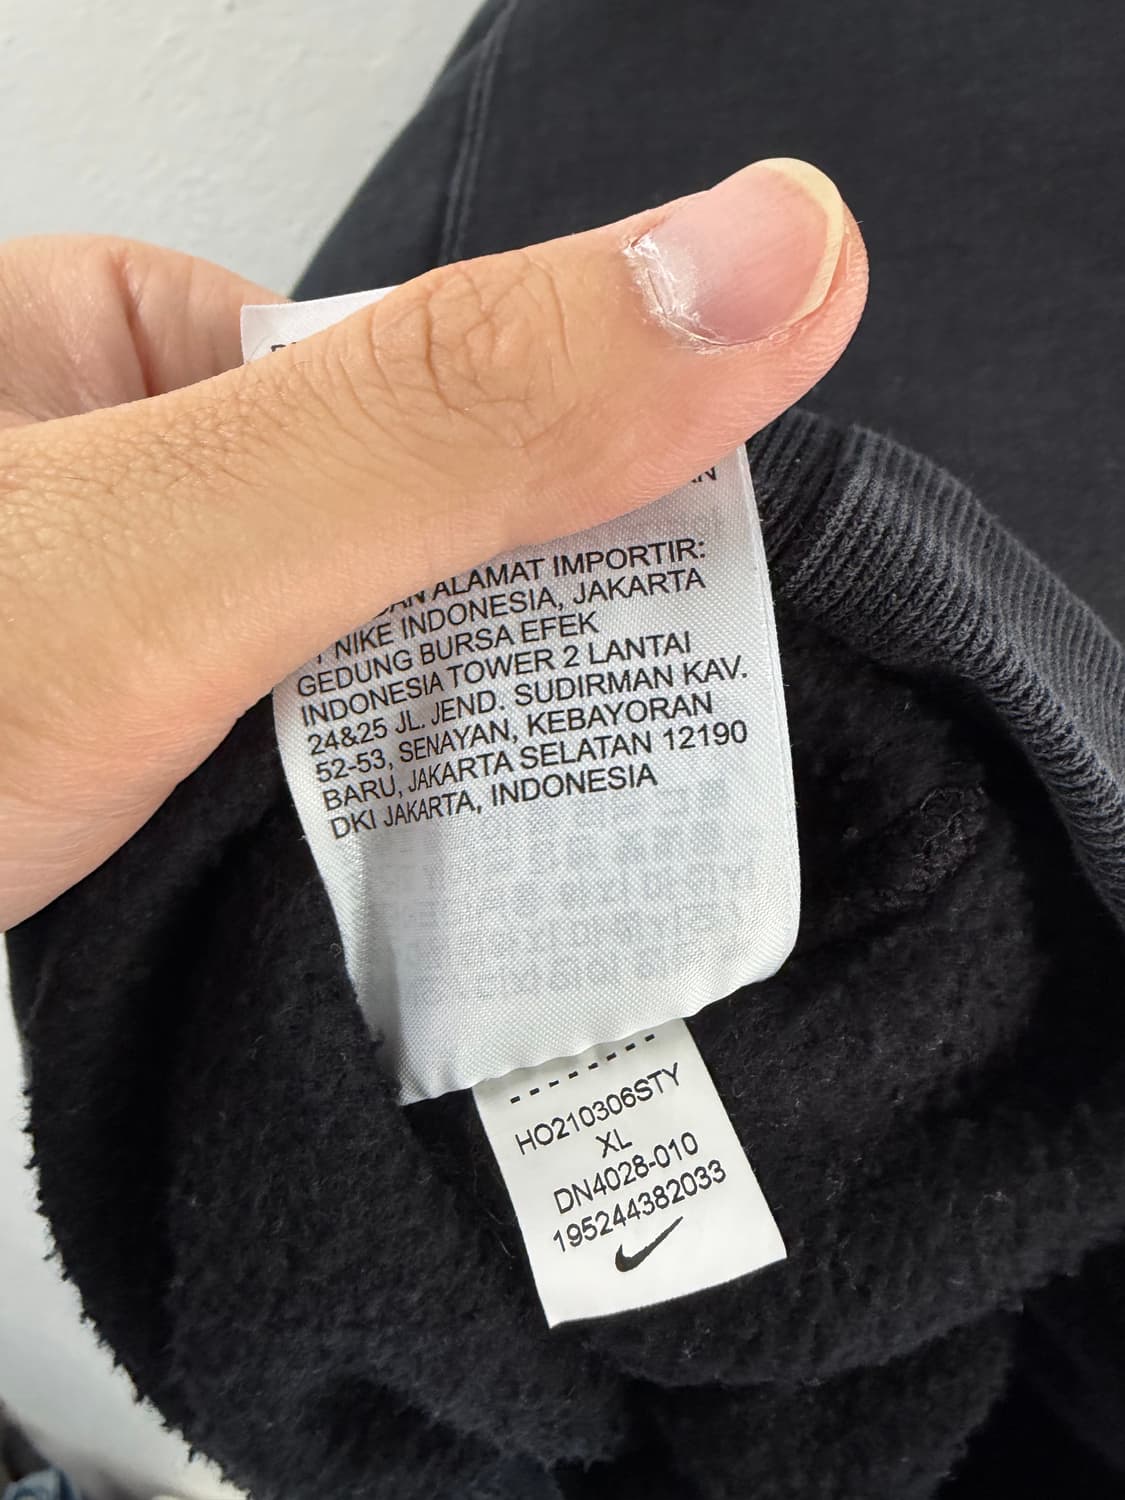 ALAMAT IMPORTIR:
NIKE INDONESIA, JAKARTA
GEDUNG BURSA EFEK
INDONESIA TOWER 2 LANTAI
24&25 JL. JEND. SUDIRMAN KAV.
52-53, SENAYAN, KEBAYORAN
BARU, JAKARTA SELATAN 12190
DKI JAKARTA, INDONESIA
HO210306STY
XL
DN4028-010
195244382033